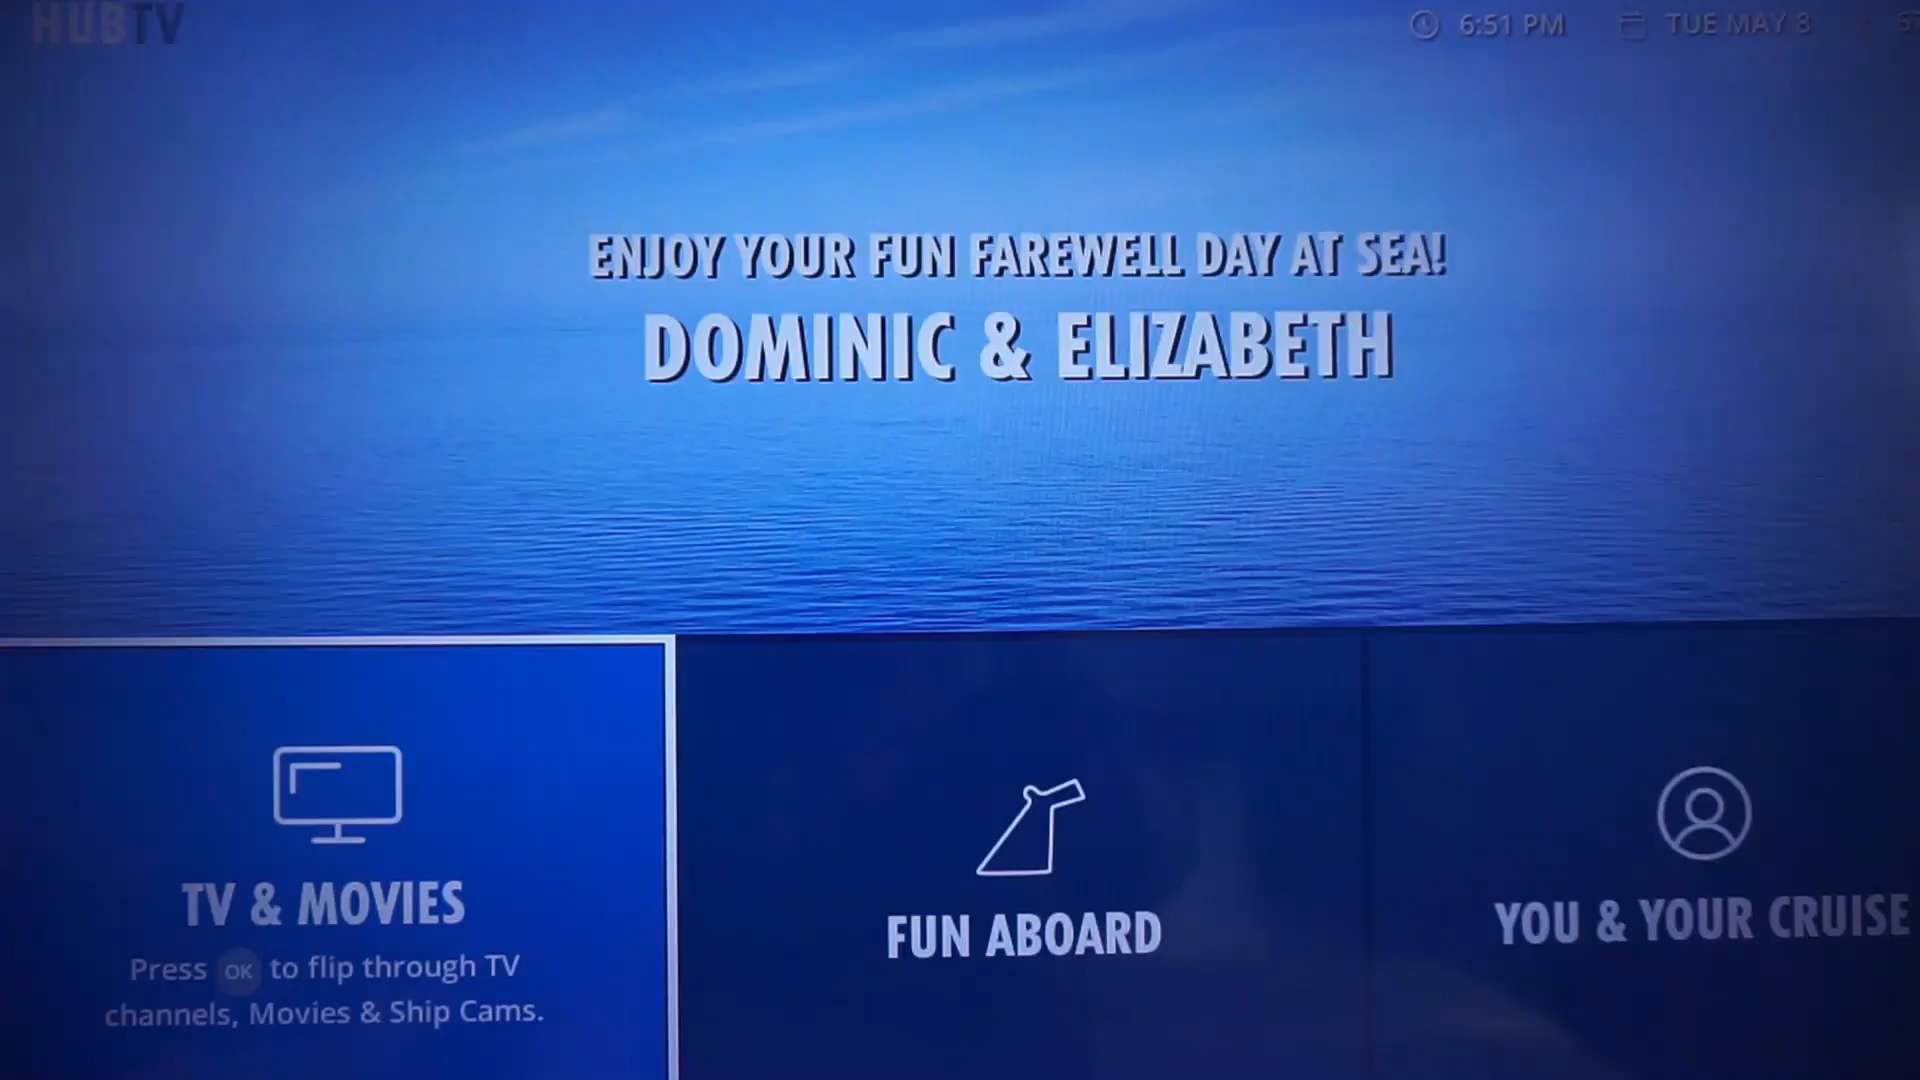 HUBTV
6:51 PM TUE MAY 8
ENJOY YOUR FUN FAREWELL DAY AT SEA!
DOMINIC & ELIZABETH
TV & MOVIES
Press OK to flip through TV
channels, Movies & Ship Cams.
FUN ABOARD
YOU & YOUR CRUISE